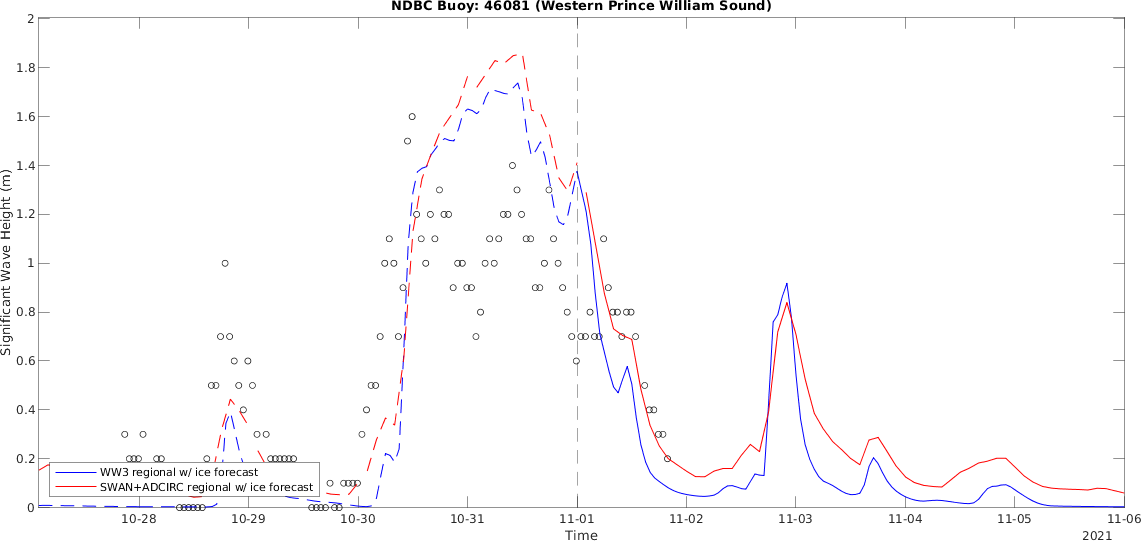 NDBC Buoy: 46081 (Western Prince William Sound)
2
1.8
1.6
1.4
1.2
1
0.8
0.6
0.4
0.2
0
Significant Wave Height (m)
WW3 regional w/ ice forecast
SWAN+ADCIRC regional w/ ice forecast
10-28 10-29 10-30 10-31 11-01 11-02 11-03 11-04 11-05 11-06
Time
2021